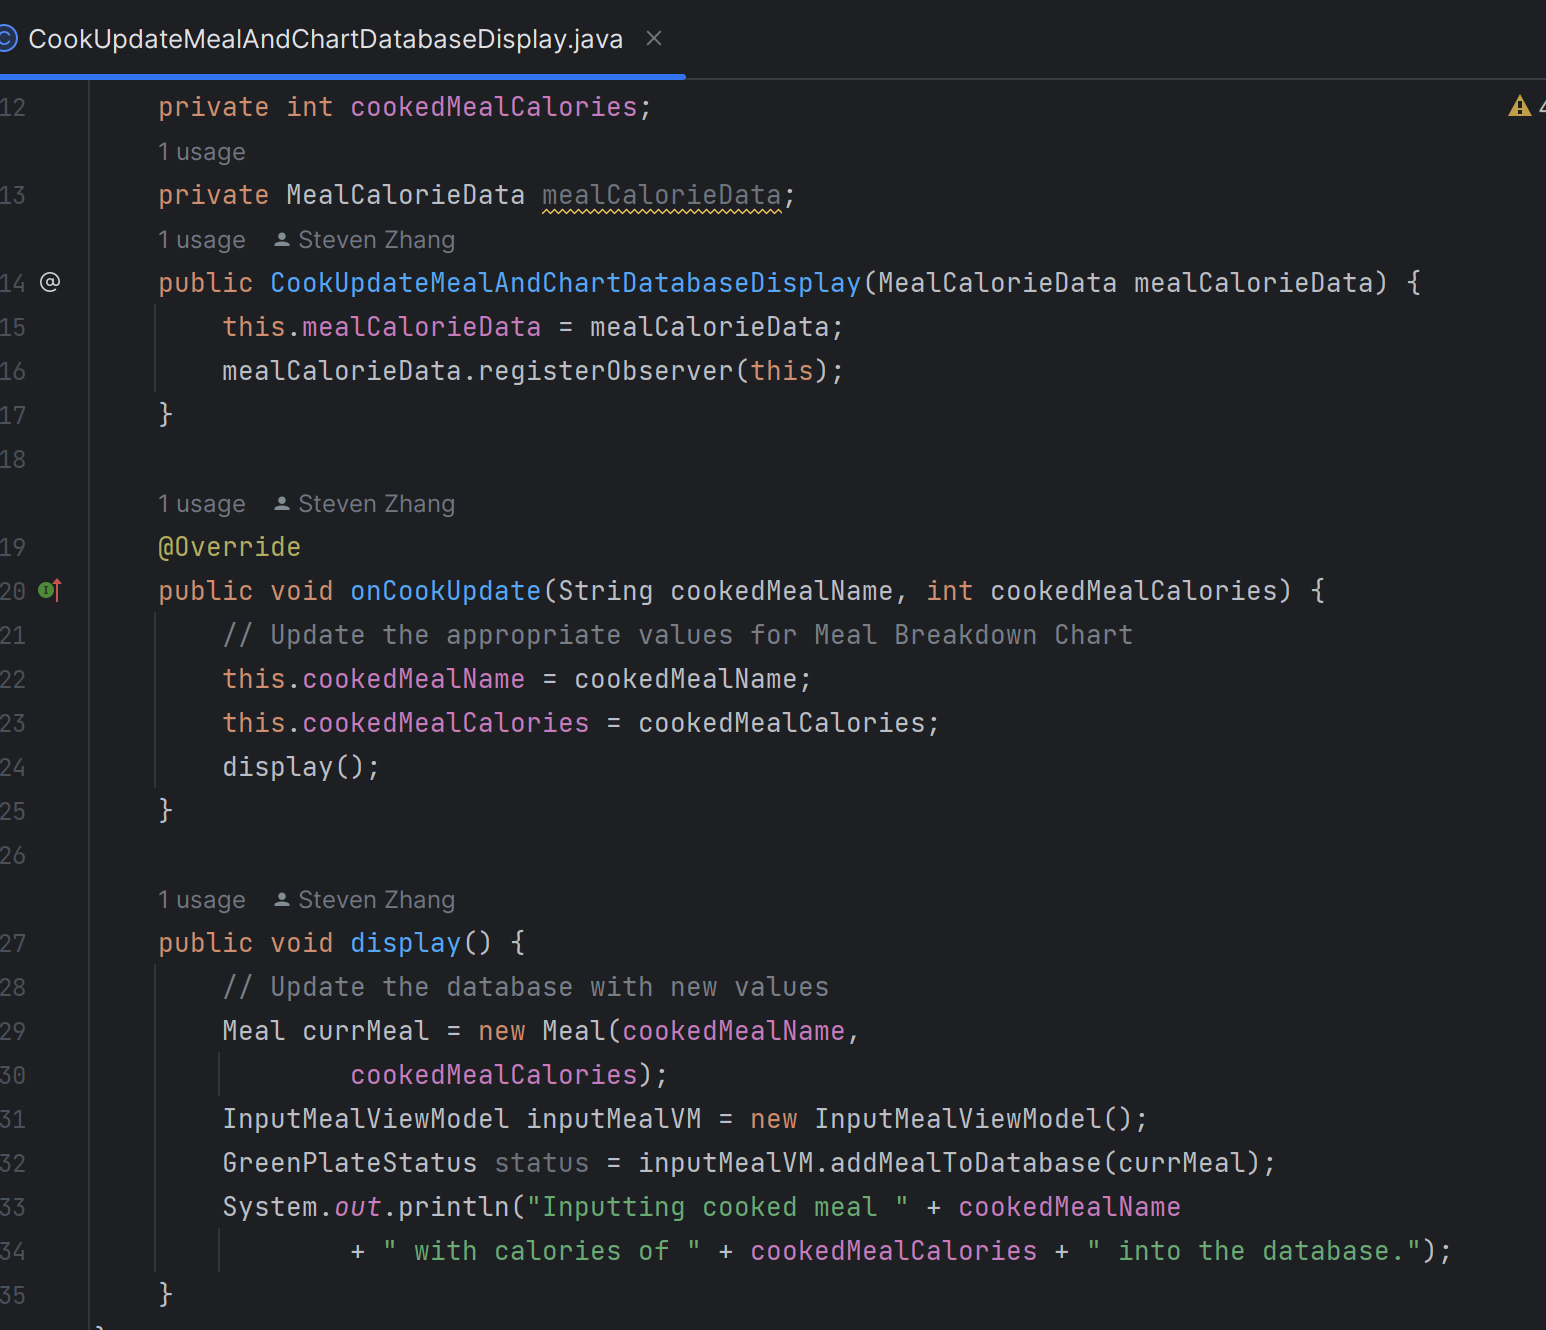 CookUpdateMealAndChartDatabaseDisplay.java
12 private int cookedMealCalories;
1 usage
13 private MealCalorieData mealCalorieData;
1 usage Steven Zhang
14 @ public CookUpdateMealAndChartDatabaseDisplay(MealCalorieData mealCalorieData) {
15 this.mealCalorieData = mealCalorieData;
16 mealCalorieData.registerObserver(this);
17 }
18
1 usage Steven Zhang
19 @Override
20 public void onCookUpdate(String cookedMealName, int cookedMealCalories) {
21 // Update the appropriate values for Meal Breakdown Chart
22 this.cookedMealName = cookedMealName;
23 this.cookedMealCalories = cookedMealCalories;
24 display();
25 }
26
1 usage Steven Zhang
27 public void display() {
28 // Update the database with new values
29 Meal currMeal = new Meal(cookedMealName,
30 cookedMealCalories);
31 InputMealViewModel inputMealVM = new InputMealViewModel();
32 GreenPlateStatus status = inputMealVM.addMealToDatabase(currMeal);
33 System.out.println("Inputting cooked meal " + cookedMealName
34 + " with calories of " + cookedMealCalories + " into the database.");
35 }